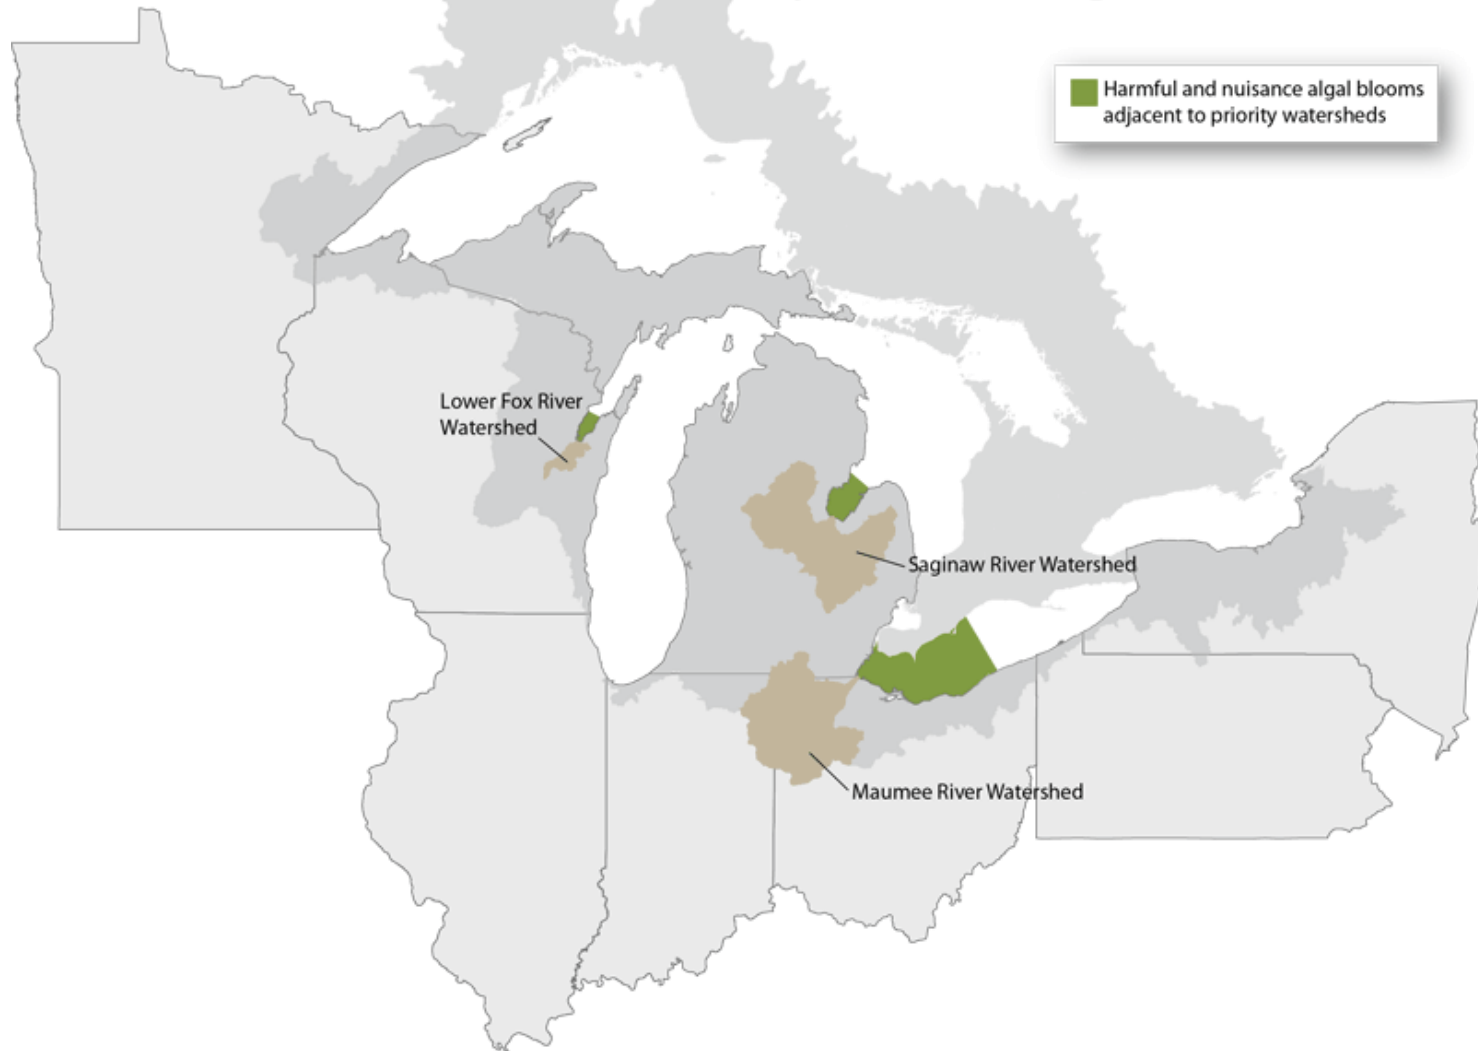 Harmful and nuisance algal blooms
adjacent to priority watersheds
Lower Fox River
Watershed
Saginaw River Watershed
Maumee River Watershed